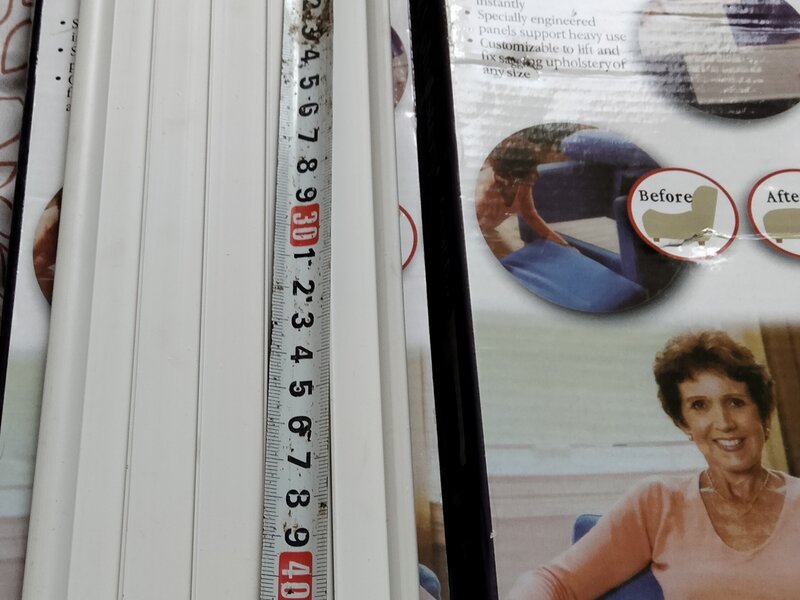 instantly
• Specially engineered
panels support heavy use
• Customizable to lift and
fix sagging upholstery of
any size
Before
Afte
2
3
4
5
6
7
8
9
30
1
2
3
4
5
6
7
8
9
40